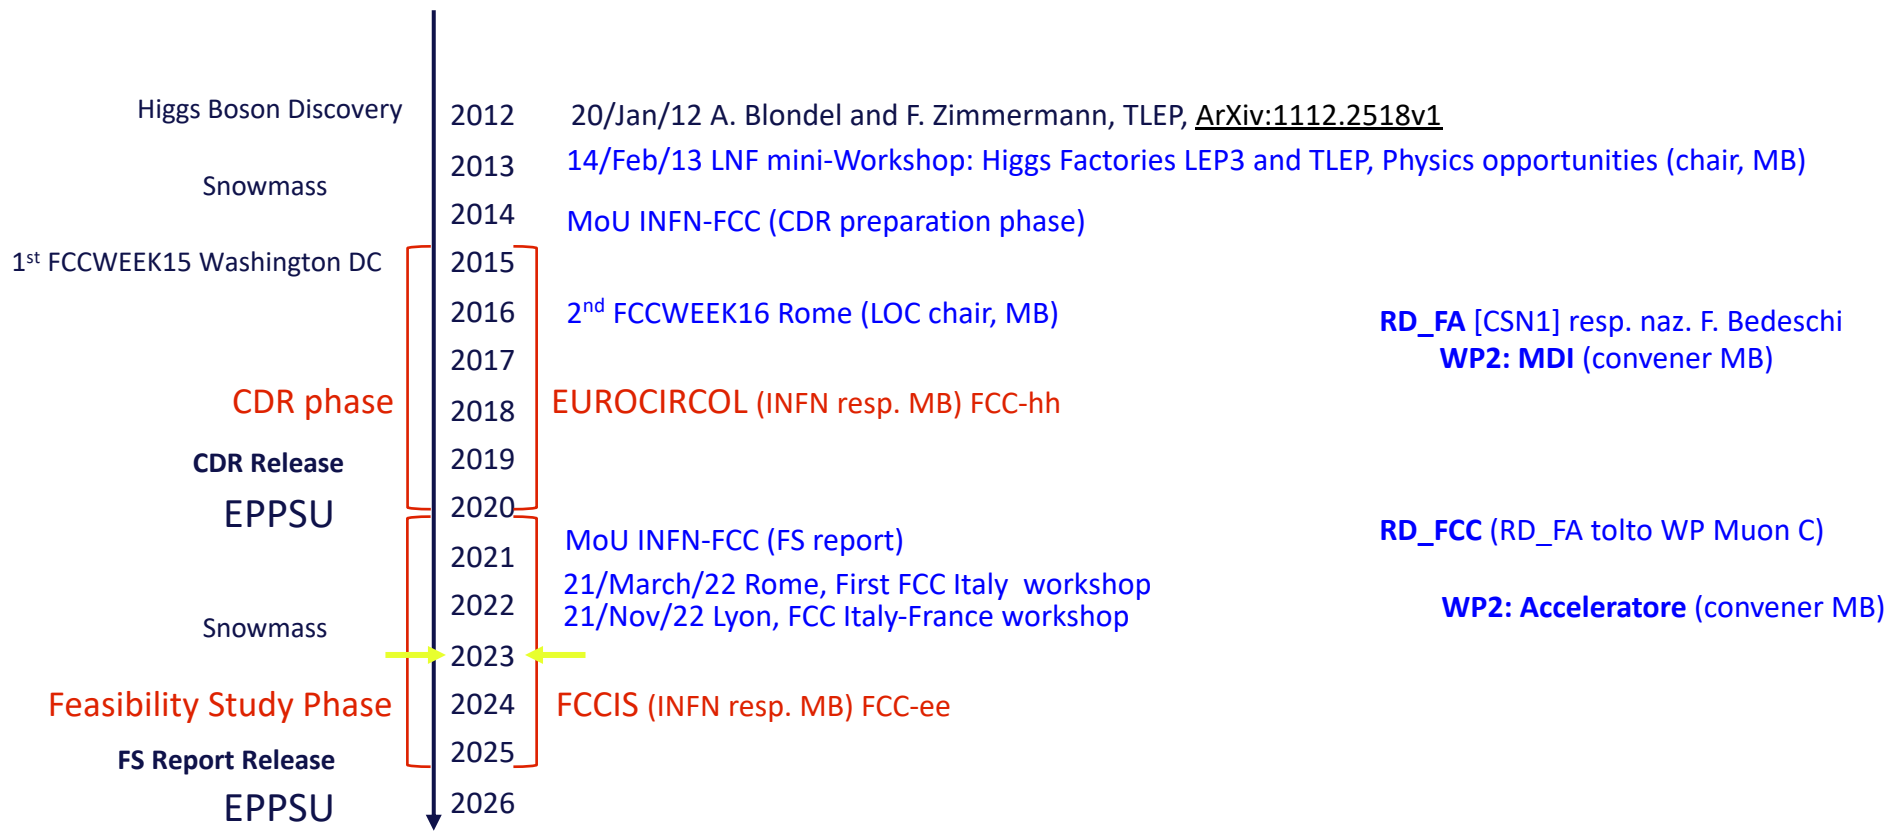 Higgs Boson Discovery 2012 20/Jan/12 A. Blondel and F. Zimmermann, TLEP, ArXiv:1112.2518v1
2013 14/Feb/13 LNF mini-Workshop: Higgs Factories LEP3 and TLEP, Physics opportunities (chair, MB)
Snowmass
2014 MoU INFN-FCC (CDR preparation phase)
1st FCCWEEK15 Washington DC 2015
2016 2nd FCCWEEK16 Rome (LOC chair, MB) RD_FA [CSN1] resp. naz. F. Bedeschi
2017 WP2: MDI (convener MB)
CDR phase 2018 EUROCIRCOL (INFN resp. MB) FCC-hh
CDR Release 2019
EPPSU 2020
2021 MoU INFN-FCC (FS report) RD_FCC (RD_FA tolto WP Muon C)
21/March/22 Rome, First FCC Italy workshop
2022 21/Nov/22 Lyon, FCC Italy-France workshop WP2: Acceleratore (convener MB)
Snowmass
2023
Feasibility Study Phase 2024 FCCIS (INFN resp. MB) FCC-ee
FS Report Release 2025
EPPSU 2026